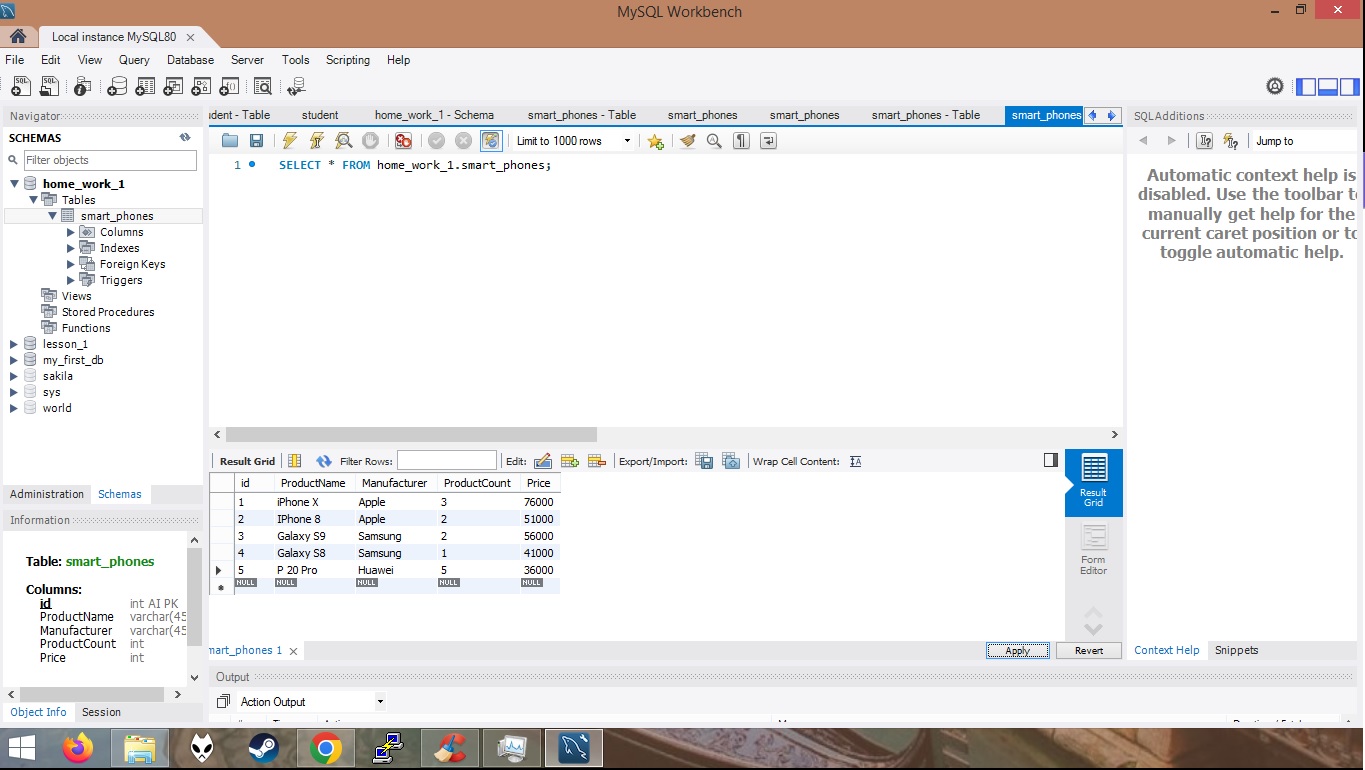 MySQL Workbench
Local instance MySQL80
File Edit View Query Database Server Tools Scripting Help
Navigator
SCHEMAS
Filter objects
home_work_1
Tables
smart_phones
Columns
Indexes
Foreign Keys
Triggers
Views
Stored Procedures
Functions
lesson_1
my_first_db
sakila
sys
world
Administration Schemas
Information
Table: smart_phones
Columns:
id int AI PK
ProductName varchar(45
Manufacturer varchar(45
ProductCount int
Price int
Object Info Session
udent - Table student home_work_1 - Schema smart_phones - Table smart_phones smart_phones smart_phones - Table smart_phones
Limit to 1000 rows
1 SELECT * FROM home_work_1.smart_phones;
Result Grid Filter Rows: Edit: Export/Import: Wrap Cell Content:
id ProductName Manufacturer ProductCount Price
1 iPhone X Apple 3 76000
2 IPhone 8 Apple 2 51000
3 Galaxy S9 Samsung 2 56000
4 Galaxy S8 Samsung 1 41000
5 P 20 Pro Huawei 5 36000
NULL NULL NULL NULL NULL
Result
Grid
Form
Editor
mart_phones 1 Apply Revert
Output
Action Output
SQLAdditions
Jump to
Automatic context help is
disabled. Use the toolbar to
manually get help for the
current caret position or to
toggle automatic help.
Context Help Snippets